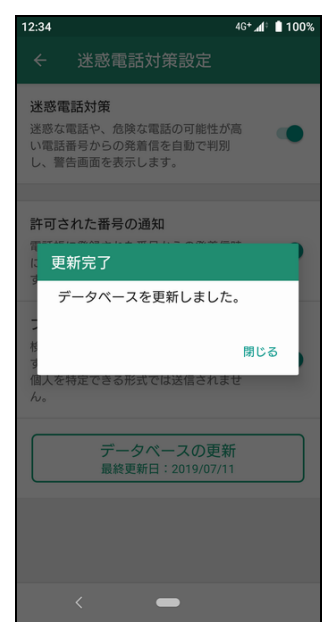 12:34
4G+
100%
迷惑電話対策設定
迷惑電話対策
迷惑な電話や、危険な電話の可能性が高
い電話番号からの発着信を自動で判別
し、警告画面を表示します。
許可された番号の通知
更新完了
データベースを更新しました。
閉じる
個人を特定できる形式では送信されませ
ん。
データベースの更新
最終更新日：2019/07/11